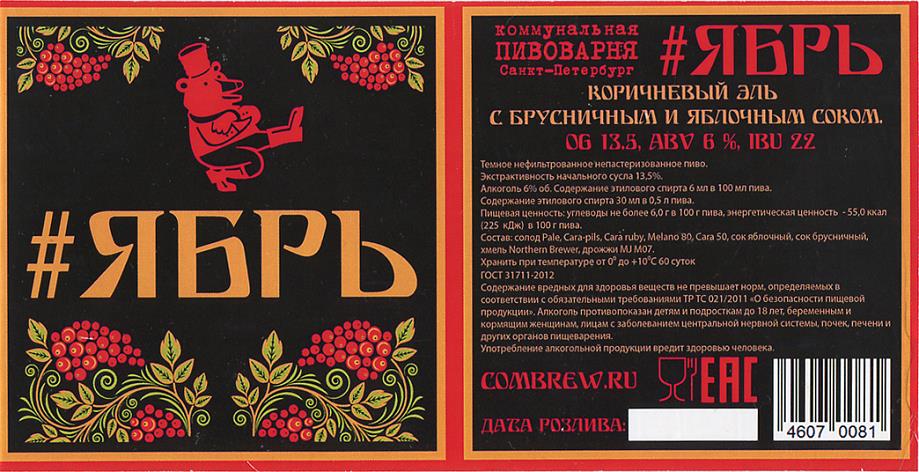 #ЯБРЬ
КОММУНАЛЬНАЯ
ПИВОВАРНЯ
Санкт-Петербург
#ЯБРЬ
КОРИЧНЕВЫЙ ЭЛЬ
С БРУСНИЧНЫМ И ЯБЛОЧНЫМ СОКОМ.
OG 13.5, ABV 6 %, IBU 22
Темное нефильтрованное непастеризованное пиво.
Экстрактивность начального сусла 13,5%.
Алкоголь 6% об. Содержание этилового спирта 6 мл в 100 мл пива.
Содержание этилового спирта 30 мл в 0,5 л пива.
Пищевая ценность: углеводы не более 6,0 г в 100 г пива, энергетическая ценность - 55,0 ккал
(225 кДж) в 100 г пива.
Состав: солод Pale, Cara-pils, Cara ruby, Melano 80, Cara 50, сок яблочный, сок брусничный,
хмель Northern Brewer, дрожжи MJ M07.
Хранить при температуре от 0⁰ до +10⁰С 60 суток
ГОСТ 31711-2012
Содержание вредных для здоровья веществ не превышает норм, определяемых в
соответствии с обязательными требованиями ТР ТС 021/2011 «О безопасности пищевой
продукции». Алкоголь противопоказан детям и подросткам до 18 лет, беременным и
кормящим женщинам, лицам с заболеванием центральной нервной системы, почек, печени и
других органов пищеварения.
Употребление алкогольной продукции вредит здоровью человека.
COMBREW.RU
EAC
ДАТА РОЗЛИВА:
4607 0081